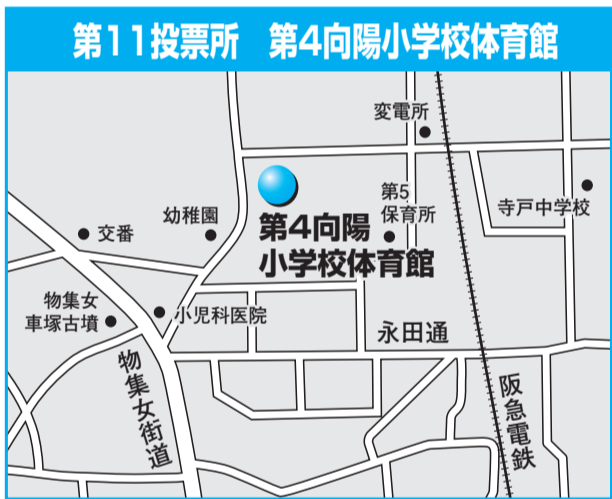 第11投票所　第4向陽小学校体育館
変電所
第5
保育所
寺戸中学校
幼稚園
交番
第4向陽
小学校体育館
物集女
車塚古墳
小児科医院
永田通
物集女街道
阪急電鉄